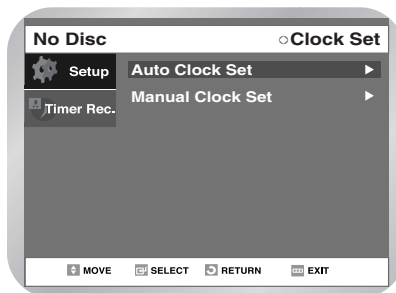 No Disc Clock Set
Setup
Auto Clock Set
Timer Rec.
Manual Clock Set
MOVE SELECT RETURN EXIT